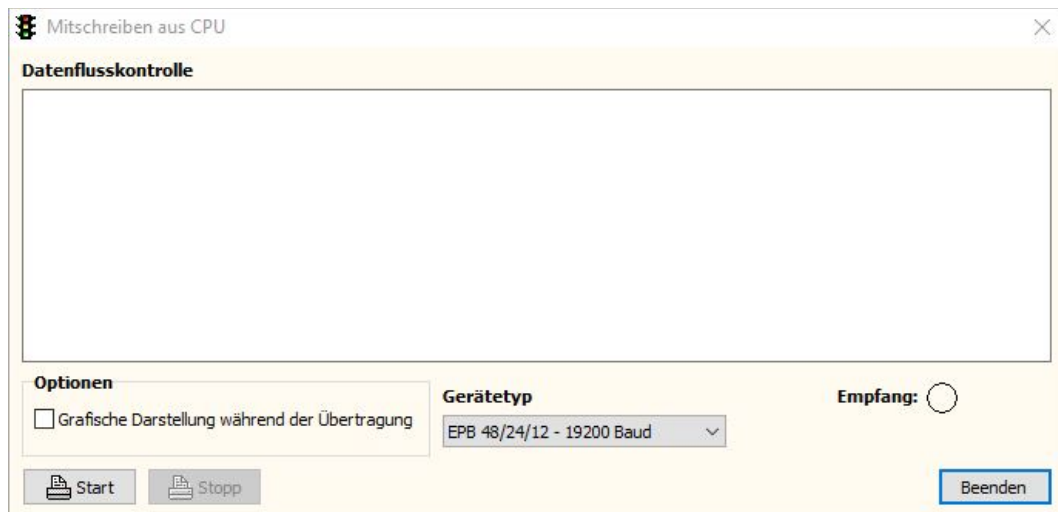 Mitschreiben aus CPU
Datenflusskontrolle
Optionen
Grafische Darstellung während der Übertragung
Gerätetyp
EPB 48/24/12 - 19200 Baud
Empfang:
Start
Stopp
Beenden